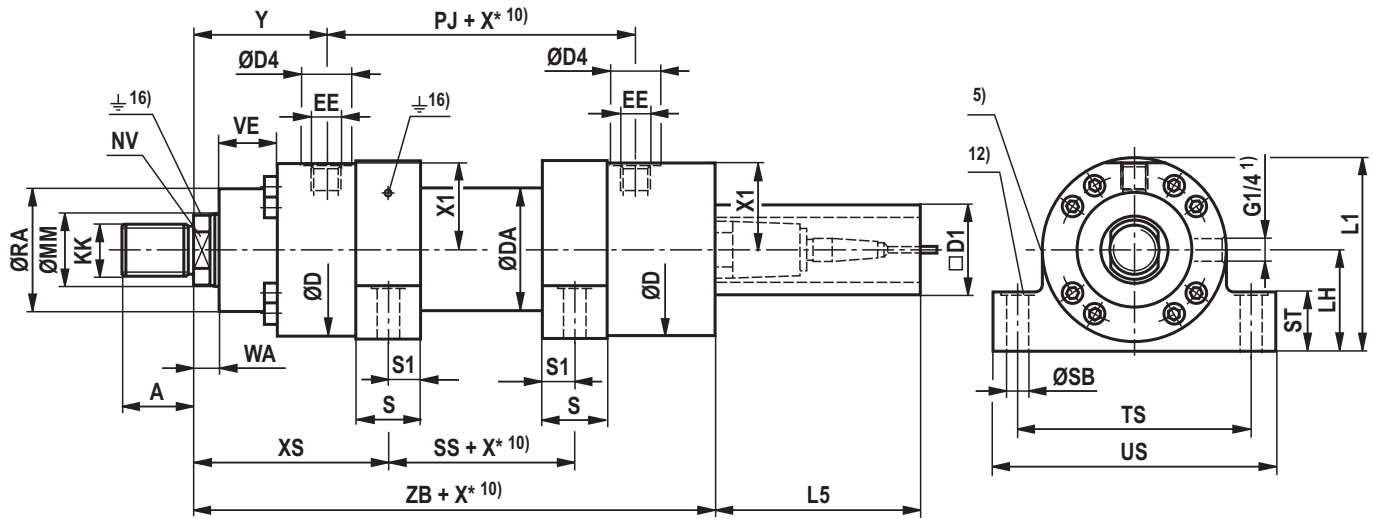 Y
PJ + X* 10)
ØD4
ØD4
⏚ 16)
EE
⏚ 16)
EE
5)
VE
NV
12)
G1/4 1)
X1
X1
L1
ØRA
ØMM
KK
ØDA
□D1
ØD
ØD
LH
ST
WA
S1
S1
A
S
S
ØSB
TS
XS
SS + X* 10)
US
ZB + X* 10)
L5